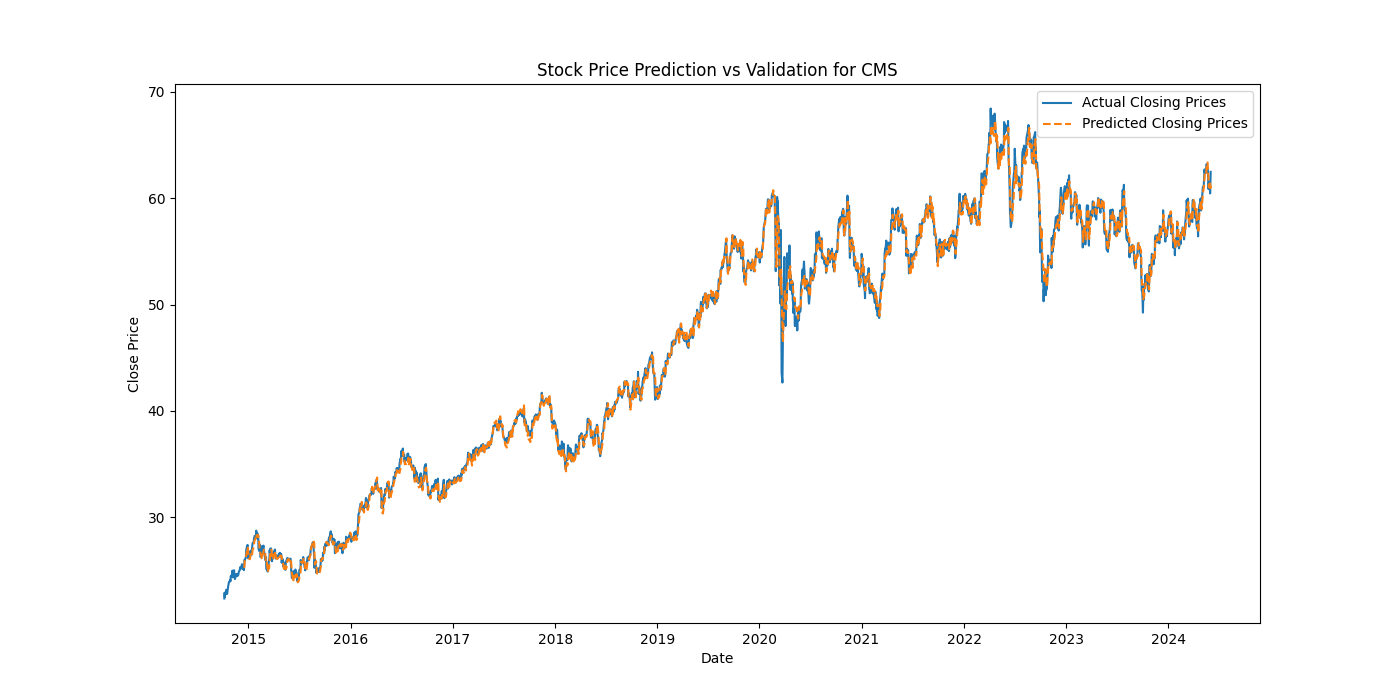 Stock Price Prediction vs Validation for CMS
Actual Closing Prices
Predicted Closing Prices
70
60
50
40
30
Close Price
2015 2016 2017 2018 2019 2020 2021 2022 2023 2024
Date